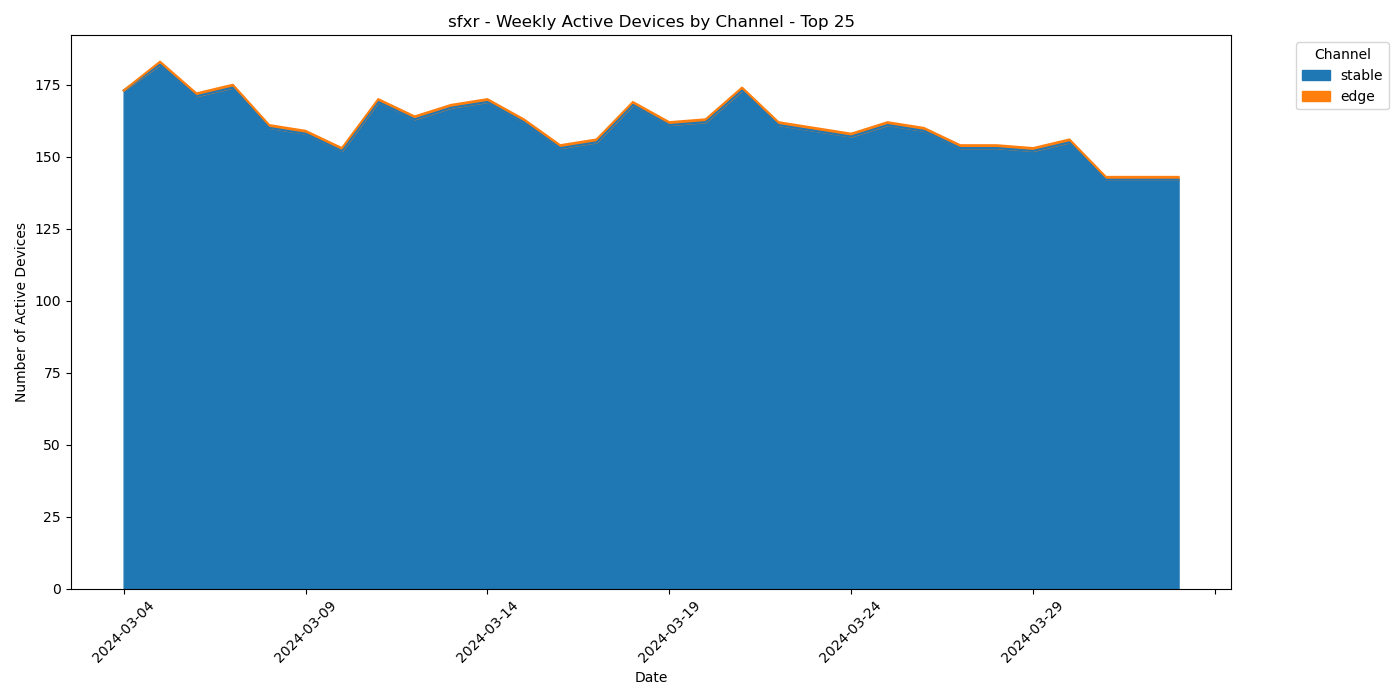 sfxr - Weekly Active Devices by Channel - Top 25
Channel
stable
edge
Number of Active Devices
175
150
125
100
75
50
25
0
2024-03-04
2024-03-09
2024-03-14
2024-03-19
2024-03-24
2024-03-29
Date